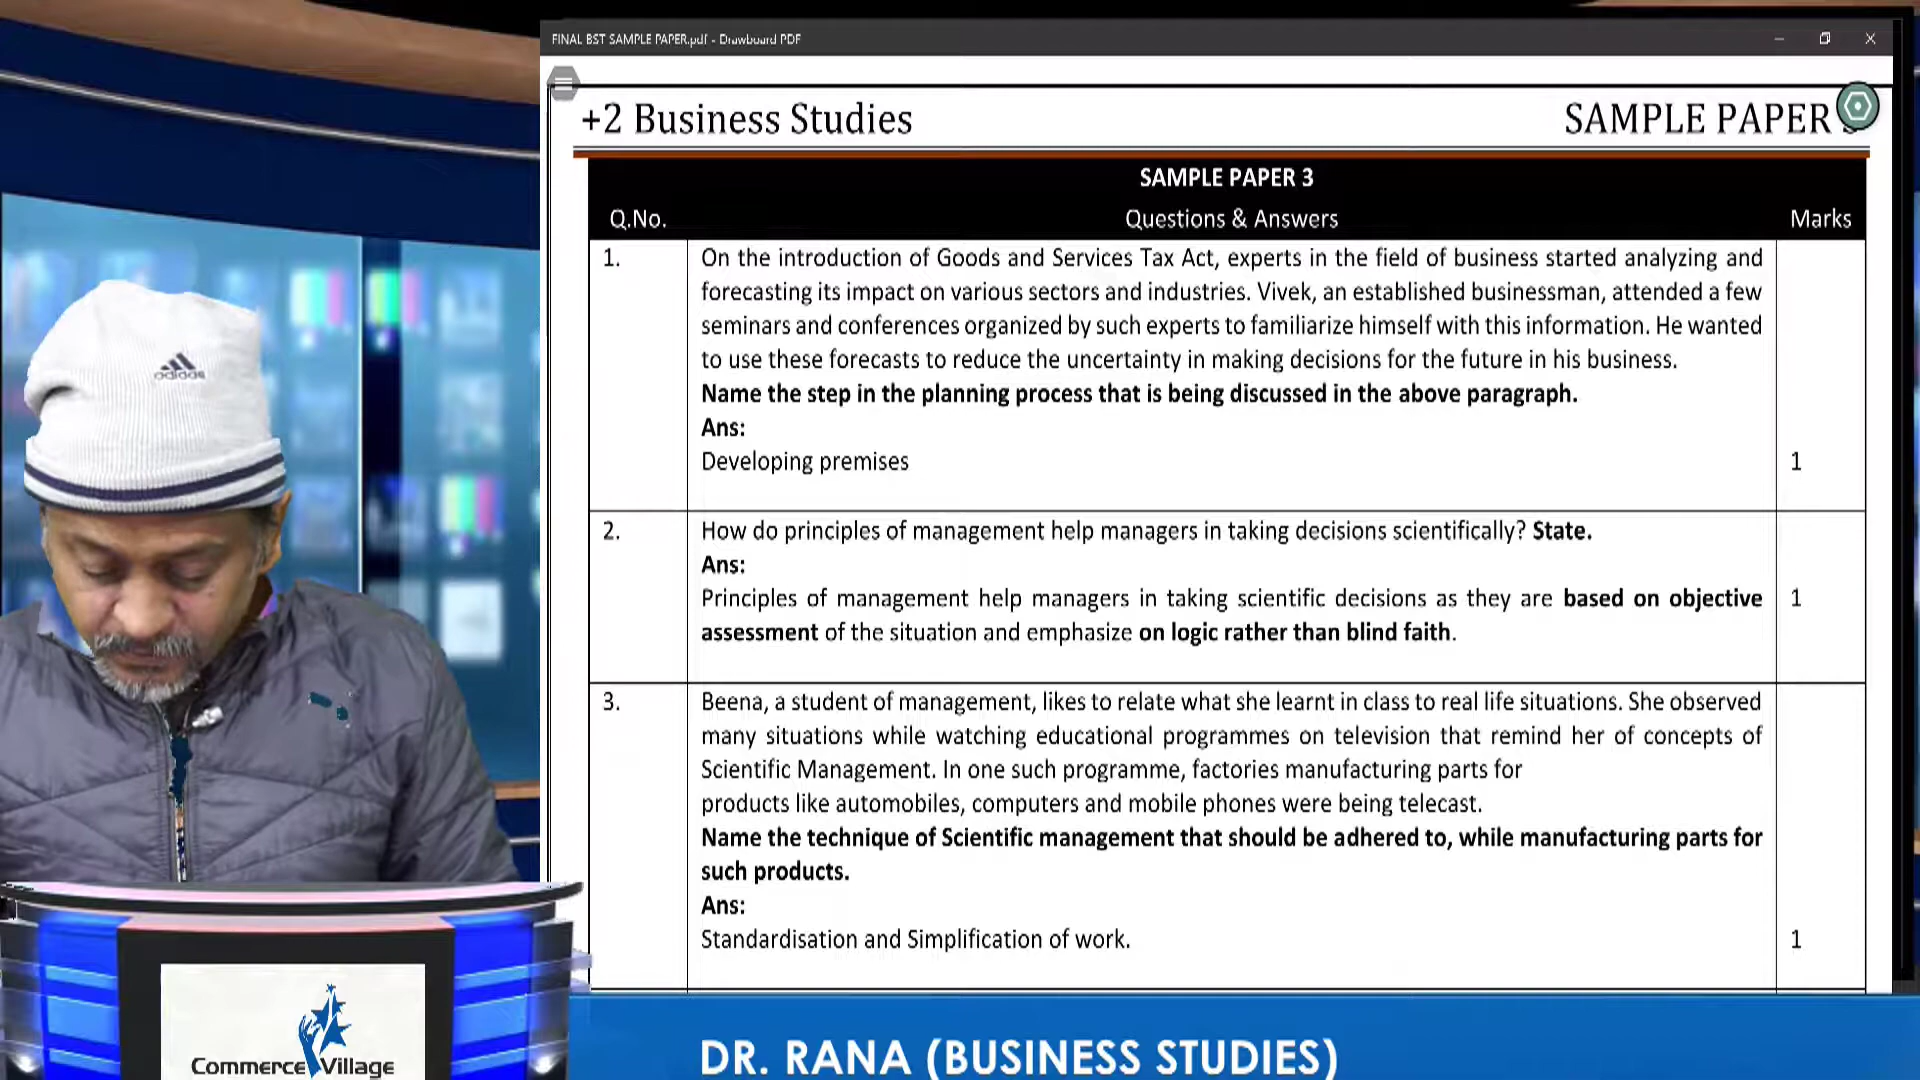 FINAL BST SAMPLE PAPER.pdf - Drawboard PDF
+2 Business Studies
SAMPLE PAPER
SAMPLE PAPER 3
Q.No.
Questions & Answers
Marks
1.
On the introduction of Goods and Services Tax Act, experts in the field of business started analyzing and
forecasting its impact on various sectors and industries. Vivek, an established businessman, attended a few
seminars and conferences organized by such experts to familiarize himself with this information. He wanted
to use these forecasts to reduce the uncertainty in making decisions for the future in his business.
Name the step in the planning process that is being discussed in the above paragraph.
Ans:
Developing premises
1
2.
How do principles of management help managers in taking decisions scientifically? State.
Ans:
Principles of management help managers in taking scientific decisions as they are based on objective
1
assessment of the situation and emphasize on logic rather than blind faith.
3.
Beena, a student of management, likes to relate what she learnt in class to real life situations. She observed
many situations while watching educational programmes on television that remind her of concepts of
Scientific Management. In one such programme, factories manufacturing parts for
products like automobiles, computers and mobile phones were being telecast.
Name the technique of Scientific management that should be adhered to, while manufacturing parts for
such products.
Ans:
Standardisation and Simplification of work.
1
adidas
Commerce Village
DR. RANA (BUSINESS STUDIES)